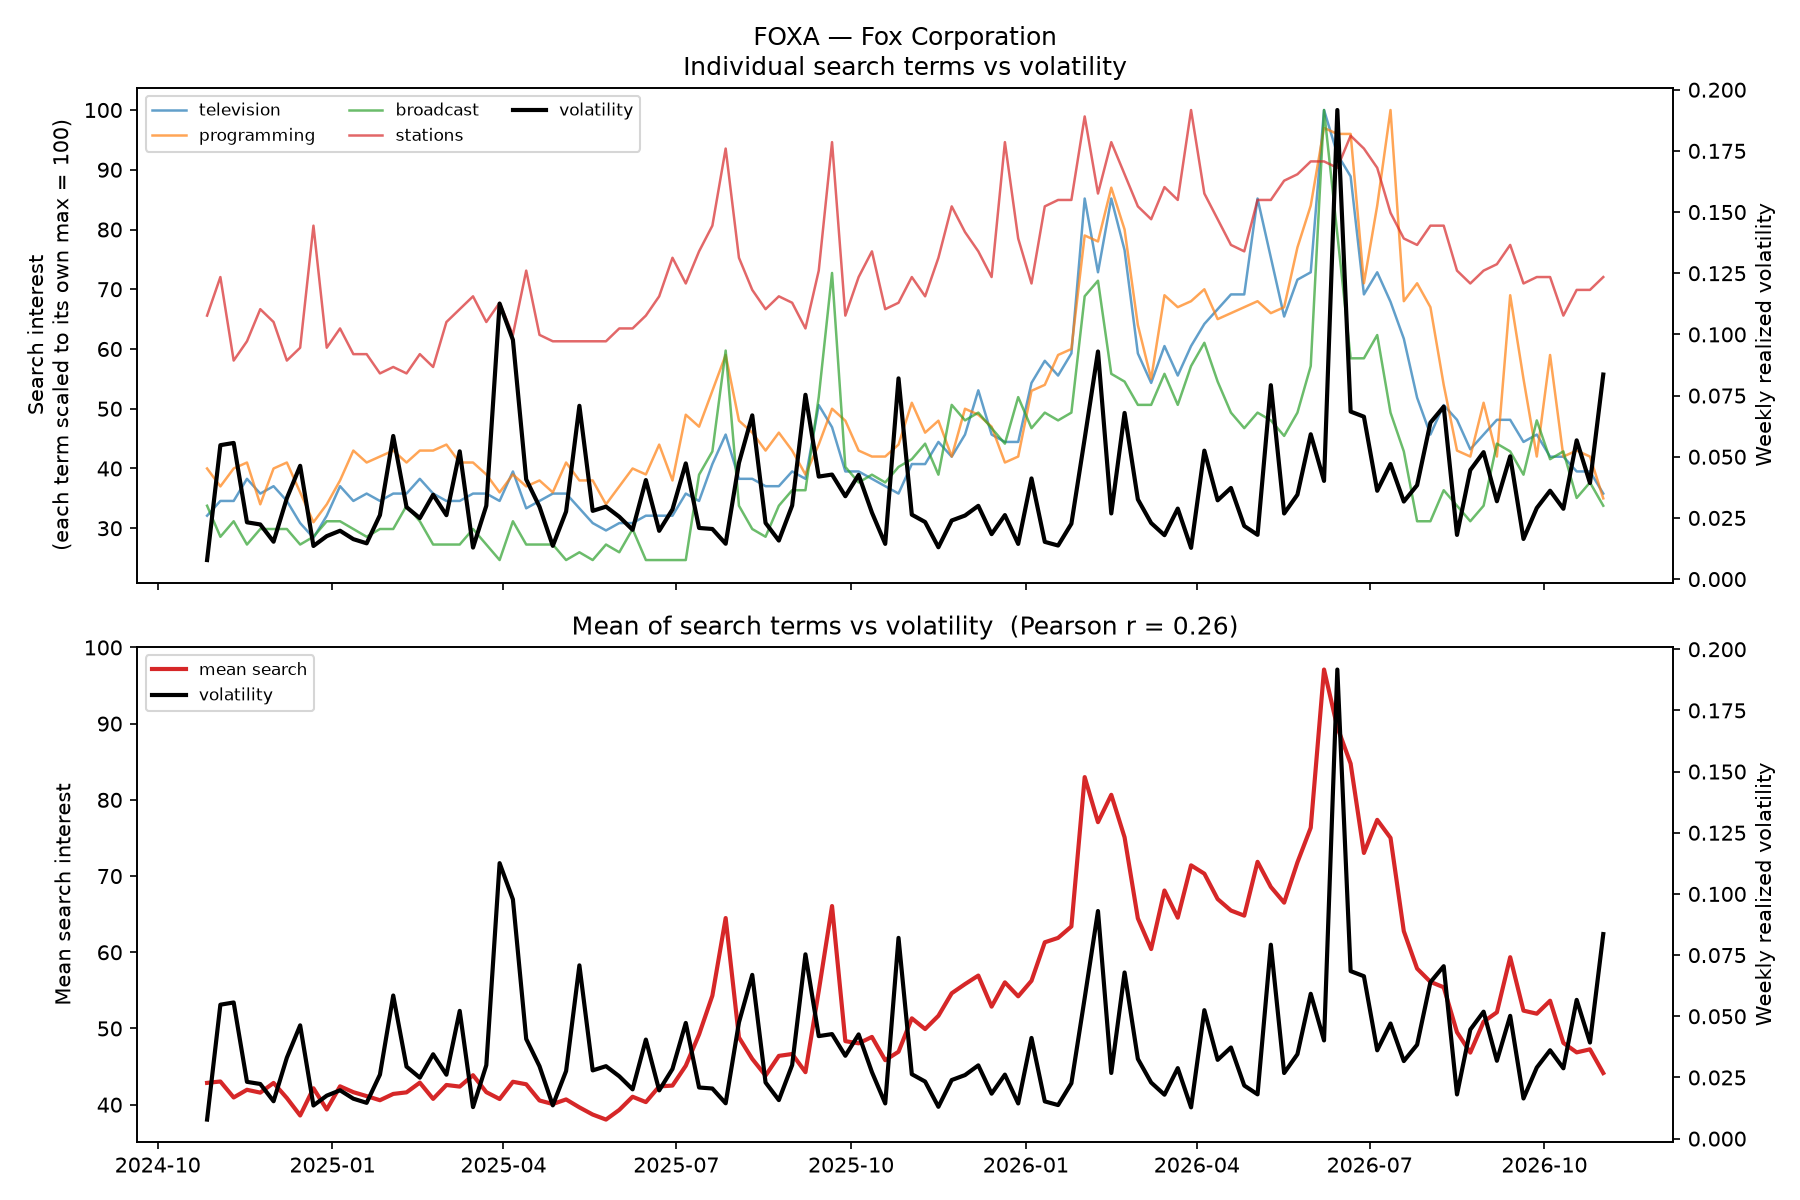 FOXA — Fox Corporation
Individual search terms vs volatility
television
programming
broadcast
stations
volatility
Search interest
(each term scaled to its own max = 100)
100
90
80
70
60
50
40
30
0.200
0.175
0.150
0.125
0.100
0.075
0.050
0.025
0.000
Weekly realized volatility
Mean of search terms vs volatility (Pearson r = 0.26)
mean search
volatility
Mean search interest
100
90
80
70
60
50
40
0.200
0.175
0.150
0.125
0.100
0.075
0.050
0.025
0.000
Weekly realized volatility
2024-10
2025-01
2025-04
2025-07
2025-10
2026-01
2026-04
2026-07
2026-10